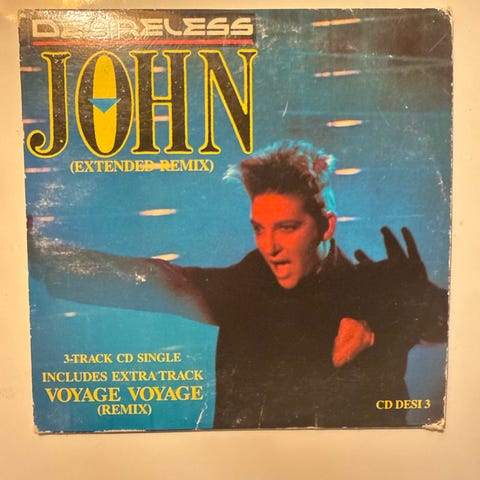 DESIRELESS
JOHN
(EXTENDED REMIX)
3-TRACK CD SINGLE
INCLUDES EXTRA TRACK
VOYAGE VOYAGE
(REMIX)
CD DESI 3